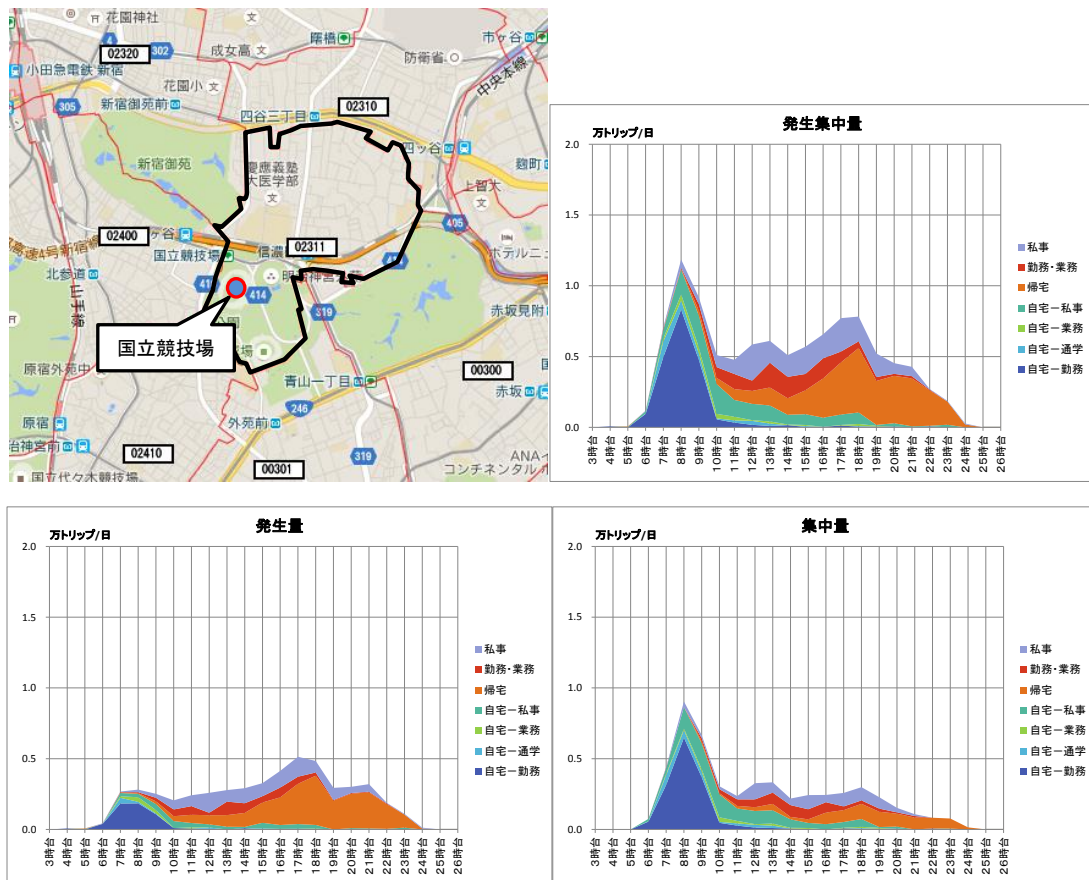 花園神社
曙橋
市ヶ谷
02320
302
成女高
防衛省
小田急電鉄 新宿
中央本線
花園小
305
新宿御苑前
02310
四谷三丁目
四ッ谷
麹町
新宿御苑
慶應義塾
大医学部
上智大
405
02400
ヶ谷
高速4号新宿線
02311
信濃
ホテルニュ
国立競技場
北参道
明治神宮
414
山手線
319
赤坂見附
公園
国立競技場
00300
原宿外苑中
青山一丁目
赤坂
246
原宿
外苑前
治神宮前
02410
319
ANAイ
00301
コンチネンタル
国立代々木競技場
発生集中量
万トリップ/日
2.0
1.5
1.0
0.5
0.0
3時台
4時台
5時台
6時台
7時台
8時台
9時台
10時台
11時台
12時台
13時台
14時台
15時台
16時台
17時台
18時台
19時台
20時台
21時台
22時台
23時台
24時台
25時台
26時台
私事
勤務・業務
帰宅
自宅－私事
自宅－業務
自宅－通学
自宅－勤務
発生量
万トリップ/日
2.0
1.5
1.0
0.5
0.0
3時台
4時台
5時台
6時台
7時台
8時台
9時台
10時台
11時台
12時台
13時台
14時台
15時台
16時台
17時台
18時台
19時台
20時台
21時台
22時台
23時台
24時台
25時台
26時台
私事
勤務・業務
帰宅
自宅－私事
自宅－業務
自宅－通学
自宅－勤務
集中量
万トリップ/日
2.0
1.5
1.0
0.5
0.0
3時台
4時台
5時台
6時台
7時台
8時台
9時台
10時台
11時台
12時台
13時台
14時台
15時台
16時台
17時台
18時台
19時台
20時台
21時台
22時台
23時台
24時台
25時台
26時台
私事
勤務・業務
帰宅
自宅－私事
自宅－業務
自宅－通学
自宅－勤務